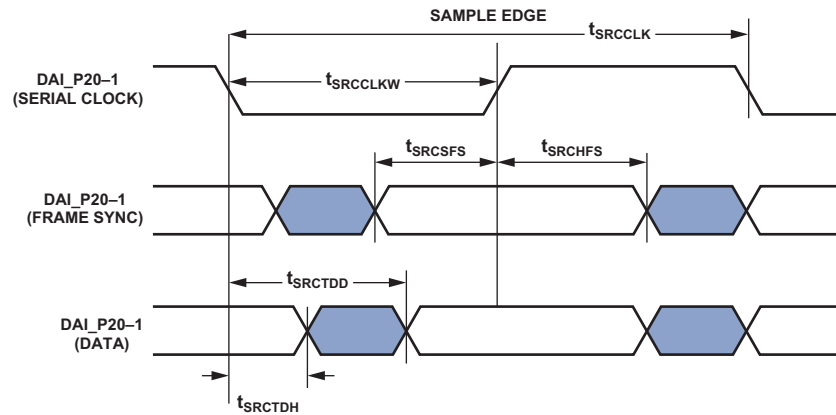 SAMPLE EDGE
tSRCCLK
DAI_P20–1
(SERIAL CLOCK)
tSRCCLKW
tSRCSFS
tSRCHFS
DAI_P20–1
(FRAME SYNC)
tSRCTDD
DAI_P20–1
(DATA)
tSRCTDH